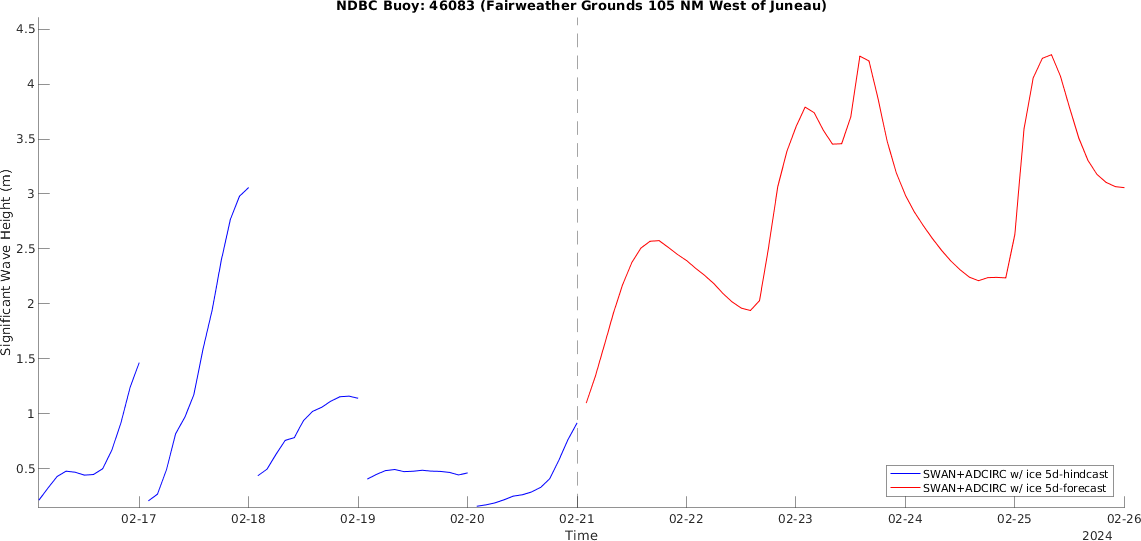 NDBC Buoy: 46083 (Fairweather Grounds 105 NM West of Juneau)
4.5
4
3.5
3
2.5
2
1.5
1
0.5
Significant Wave Height (m)
SWAN+ADCIRC w/ ice 5d-hindcast
SWAN+ADCIRC w/ ice 5d-forecast
02-17 02-18 02-19 02-20 02-21 02-22 02-23 02-24 02-25 02-26
Time
2024